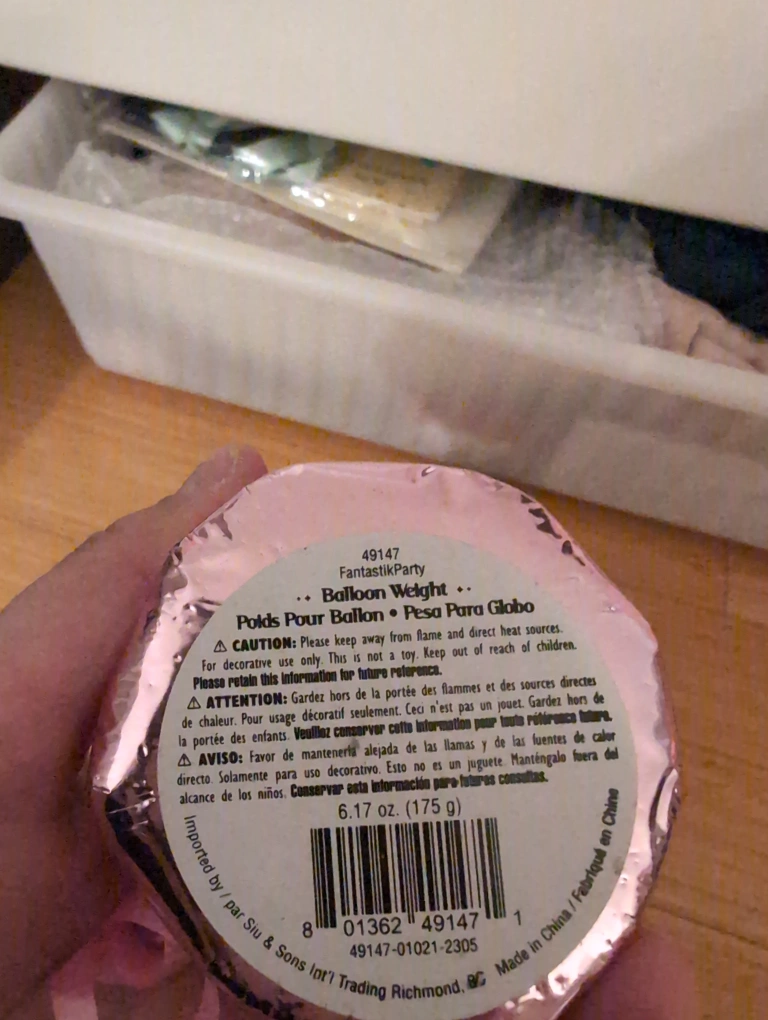 49147
FantastikParty
Balloon Weight
Poids Pour Ballon • Pesa Para Globo
⚠ CAUTION: Please keep away from flame and direct heat sources.
For decorative use only. This is not a toy. Keep out of reach of children.
Please retain this information for future reference.
⚠ ATTENTION: Gardez hors de la portée des flammes et des sources directes
de chaleur. Pour usage décoratif seulement. Ceci n'est pas un jouet. Gardez hors de
la portée des enfants. Veuillez conserver cette information pour toute référence future.
⚠ AVISO: Favor de mantenerla alejada de las llamas y de las fuentes de calor
directo. Solamente para uso decorativo. Esto no es un juguete. Manténgalo fuera del
alcance de los niños. Conservar esta información para futuras consultas.
6.17 oz. (175 g)
8 01362 49147 1
49147-01021-2305
Imported by / par Siu & Sons Int'l Trading Richmond, BC
Made in China / Fabriqué en Chine